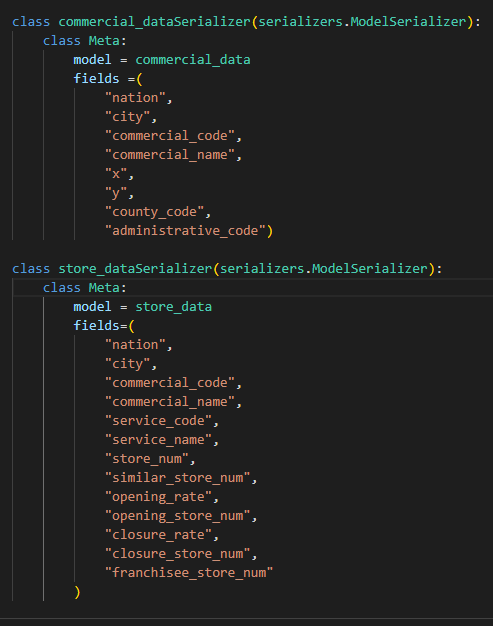 class commercial_dataSerializer(serializers.ModelSerializer):
    class Meta:
        model = commercial_data
        fields =(
            "nation",
            "city",
            "commercial_code",
            "commercial_name",
            "x",
            "y",
            "county_code",
            "administrative_code")
class store_dataSerializer(serializers.ModelSerializer):
    class Meta:
        model = store_data
        fields=(
            "nation",
            "city",
            "commercial_code",
            "commercial_name",
            "service_code",
            "service_name",
            "store_num",
            "similar_store_num",
            "opening_rate",
            "opening_store_num",
            "closure_rate",
            "closure_store_num",
            "franchisee_store_num"
        )